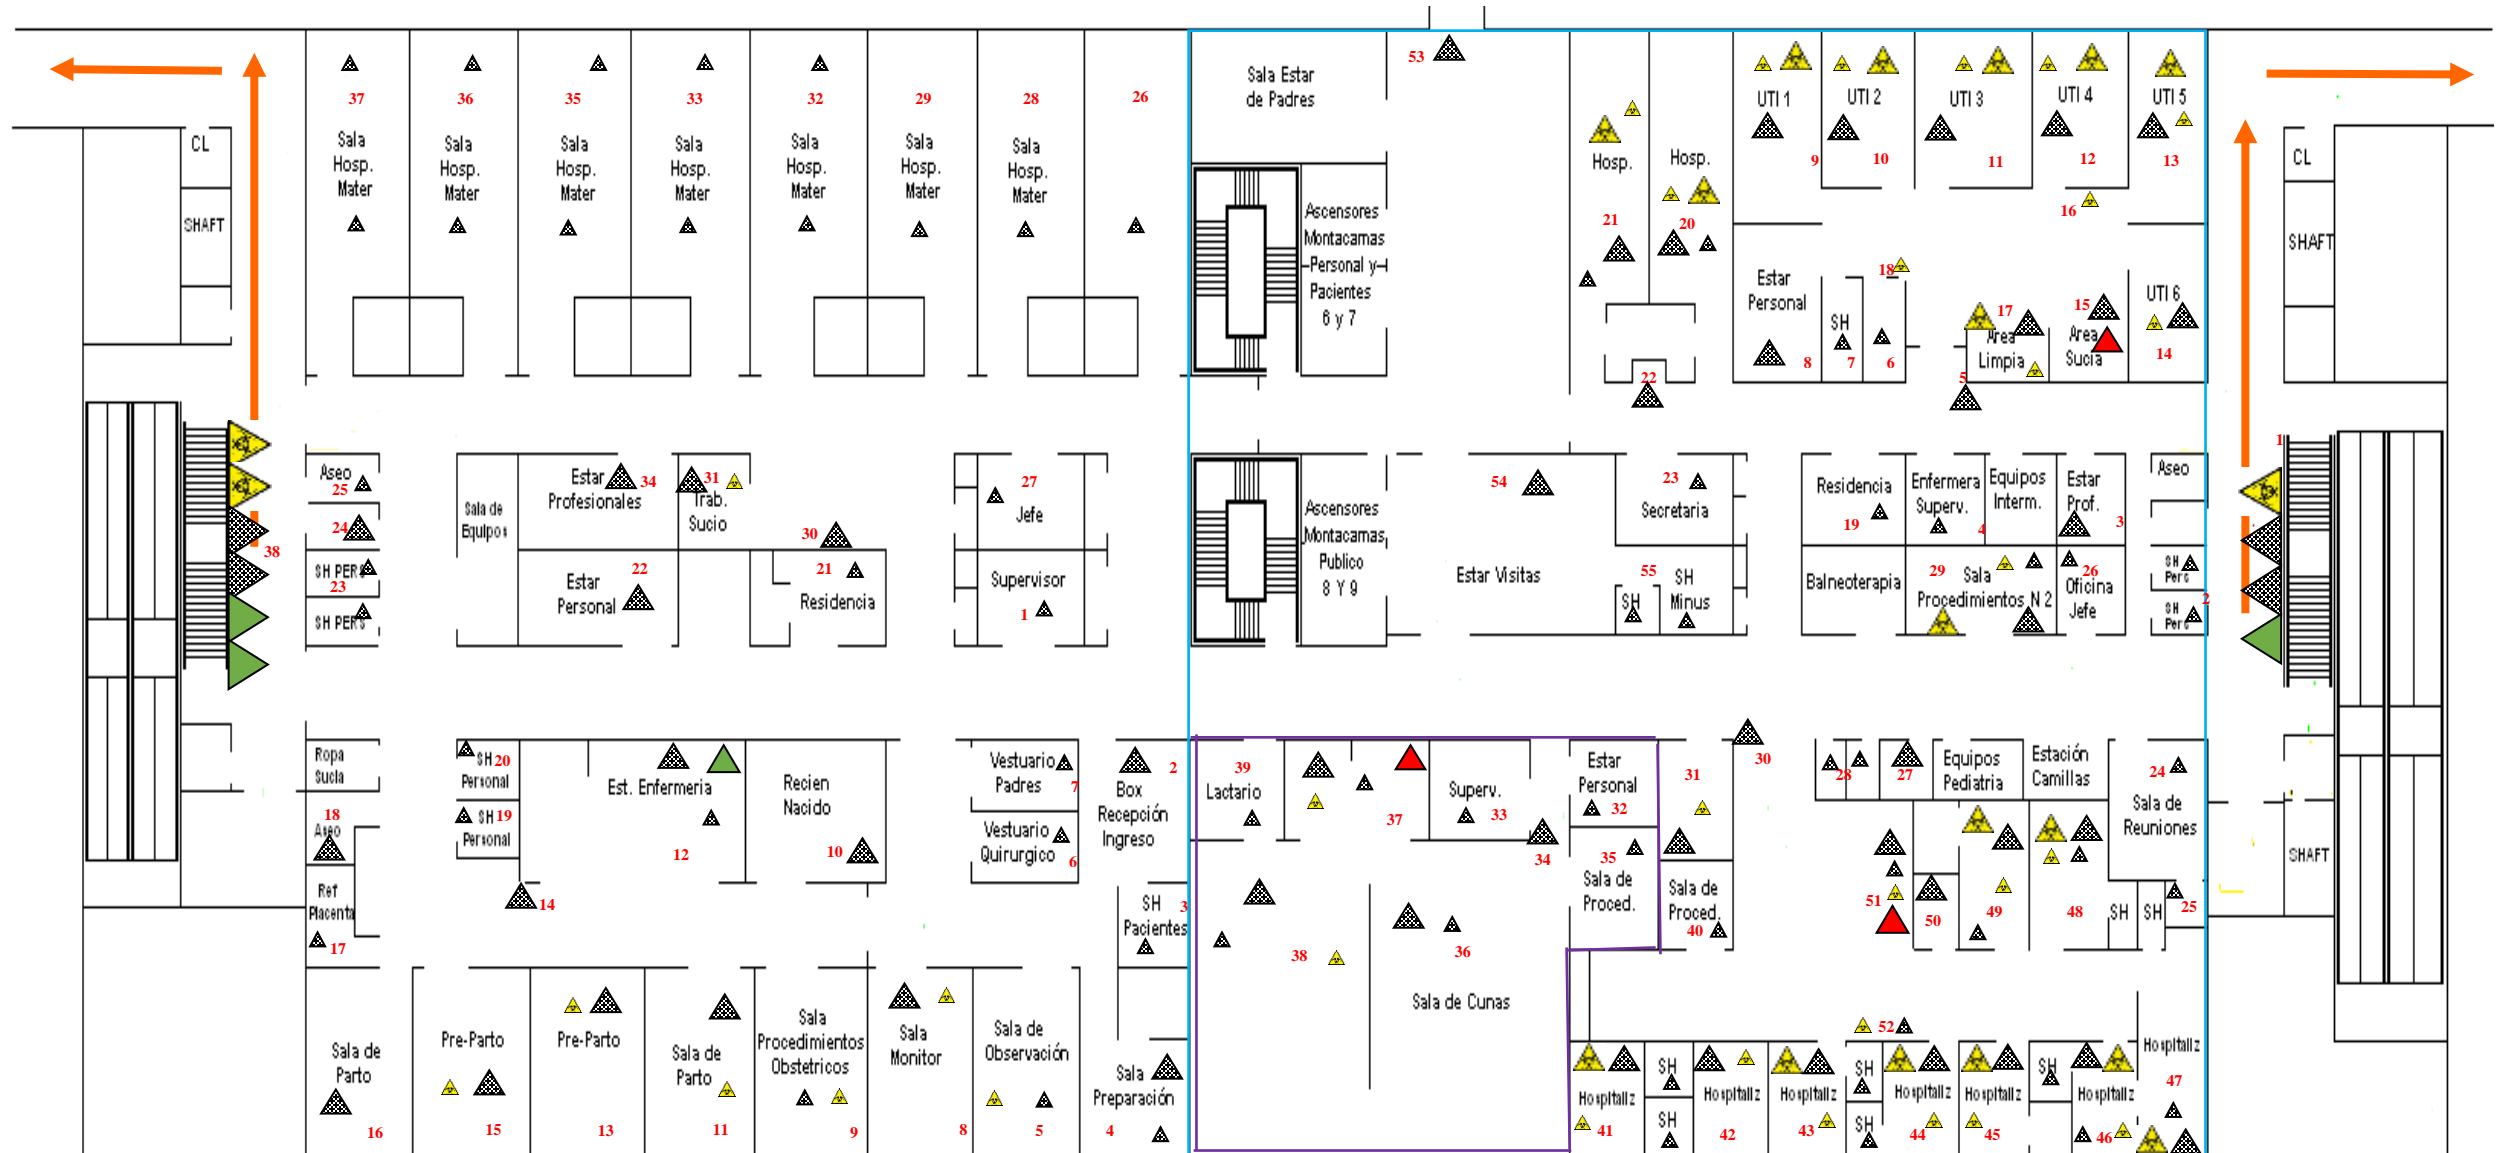 53
Sala Estar
de Padres
37
36
35
33
32
29
28
26
Sala
Hosp.
Mater
Sala
Hosp.
Mater
Sala
Hosp.
Mater
Sala
Hosp.
Mater
Sala
Hosp.
Mater
Sala
Hosp.
Mater
Sala
Hosp.
Mater
CL
SHAFT
Ascensores
Montacamas
Personal y
Pacientes
6 y 7
Hosp.
21
Hosp.
20
UTI 1
9
UTI 2
10
UTI 3
11
UTI 4
12
UTI 5
13
16
CL
SHAFT
Estar
Personal
8
SH
7
18
6
17
Area
Limpia
5
15
Area
Sucia
UTI 6
14
22
38
Aseo
25
24
SH PERS
23
SH PERS
Sala de
Equipos
Estar
Profesionales
34
31
Trab.
Sucio
30
Estar
Personal
22
21
Residencia
27
Jefe
Supervisor
1
Ascensores
Montacamas
Publico
8 Y 9
54
Estar Visitas
23
Secretaria
55
SH
SH
Minus
Residencia
19
Enfermera
Superv.
4
Equipos
Interm.
Estar
Prof.
3
Balneoterapia
29
Sala
Procedimientos N 2
26
Oficina
Jefe
Aseo
SH
Pers
SH
Pers
2
1
Ropa
Sucia
18
Aseo
Ref
Placenta
17
SH
20
Personal
SH
19
Personal
Est. Enfermeria
12
Recien
Nacido
10
14
Vestuario
Padres
7
Vestuario
Quirurgico
6
2
Box
Recepción
Ingreso
SH
3
Pacientes
39
Lactario
37
Superv.
33
34
Estar
Personal
32
35
Sala de
Proced.
31
30
Sala de
Proced.
40
28
27
Equipos
Pediatria
Estación
Camillas
24
Sala de
Reuniones
51
50
49
48
SH
SH
25
SHAFT
38
36
Sala de Cunas
Sala de
Parto
16
Pre-Parto
15
Pre-Parto
13
Sala de
Parto
11
Sala
Procedimientos
Obstetricos
9
Sala
Monitor
8
Sala de
Observación
5
Sala
Preparación
4
52
Hospitaliz
41
SH
SH
Hospitaliz
42
Hospitaliz
43
SH
SH
Hospitaliz
44
Hospitaliz
45
SH
Hospitaliz
46
Hospitaliz
47